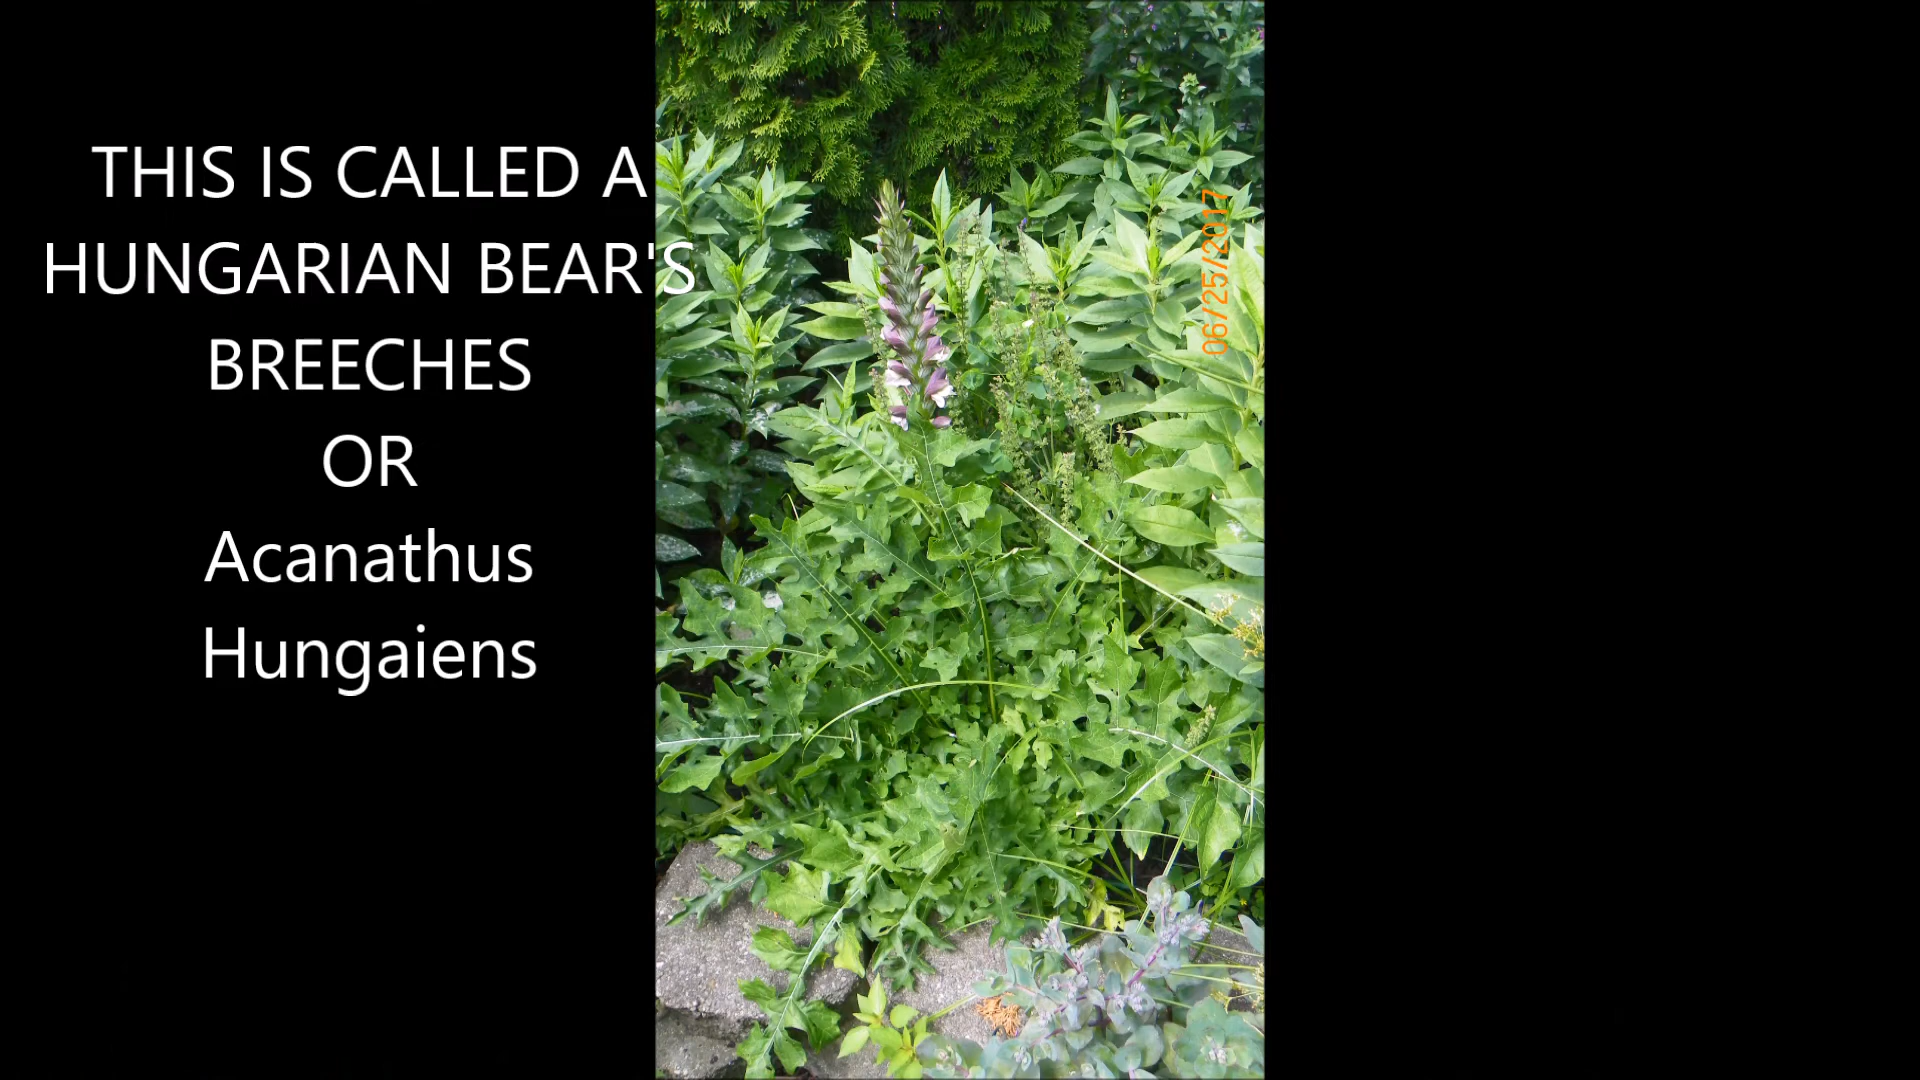 THIS IS CALLED A
HUNGARIAN BEAR'S
BREECHES
OR
Acanathus
Hungaiens
06/25/2017